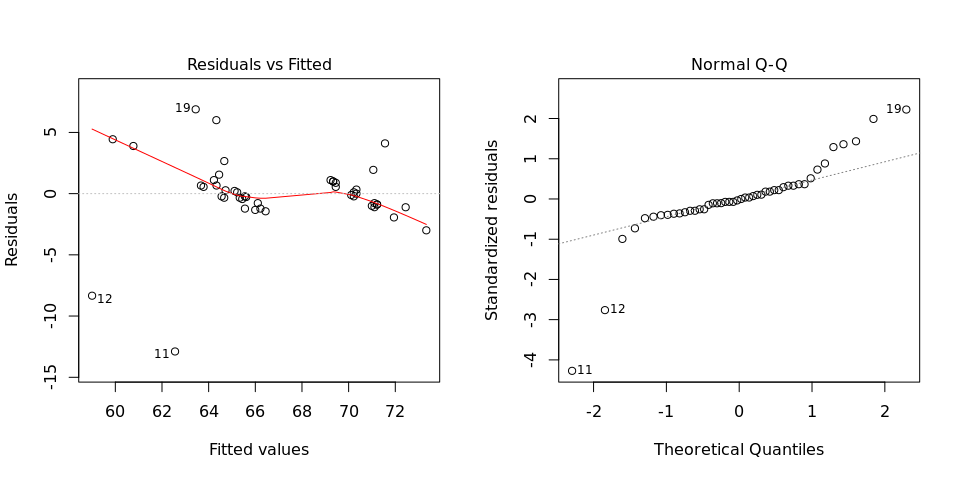 Residuals vs Fitted
Residuals
5
0
-5
-10
-15
19
12
11
60 62 64 66 68 70 72
Fitted values
Normal Q-Q
Standardized residuals
2
1
0
-1
-2
-3
-4
19
12
11
-2 -1 0 1 2
Theoretical Quantiles